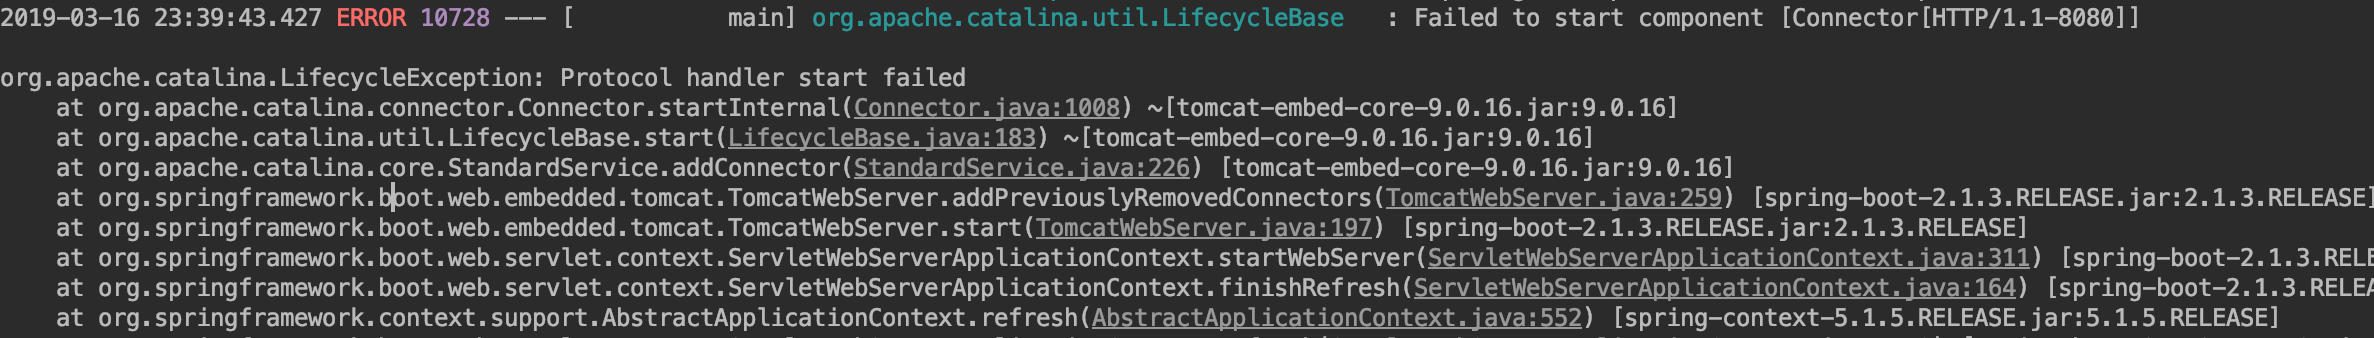 2019-03-16 23:39:43.427 ERROR 10728 --- [           main] org.apache.catalina.util.LifecycleBase   : Failed to start component [Connector[HTTP/1.1-8080]]
org.apache.catalina.LifecycleException: Protocol handler start failed
    at org.apache.catalina.connector.Connector.startInternal(Connector.java:1008) ~[tomcat-embed-core-9.0.16.jar:9.0.16]
    at org.apache.catalina.util.LifecycleBase.start(LifecycleBase.java:183) ~[tomcat-embed-core-9.0.16.jar:9.0.16]
    at org.apache.catalina.core.StandardService.addConnector(StandardService.java:226) [tomcat-embed-core-9.0.16.jar:9.0.16]
    at org.springframework.boot.web.embedded.tomcat.TomcatWebServer.addPreviouslyRemovedConnectors(TomcatWebServer.java:259) [spring-boot-2.1.3.RELEASE.jar:2.1.3.RELEASE]
    at org.springframework.boot.web.embedded.tomcat.TomcatWebServer.start(TomcatWebServer.java:197) [spring-boot-2.1.3.RELEASE.jar:2.1.3.RELEASE]
    at org.springframework.boot.web.servlet.context.ServletWebServerApplicationContext.startWebServer(ServletWebServerApplicationContext.java:311) [spring-boot-2.1.3.RELE
    at org.springframework.boot.web.servlet.context.ServletWebServerApplicationContext.finishRefresh(ServletWebServerApplicationContext.java:164) [spring-boot-2.1.3.RELEA
    at org.springframework.context.support.AbstractApplicationContext.refresh(AbstractApplicationContext.java:552) [spring-context-5.1.5.RELEASE.jar:5.1.5.RELEASE]